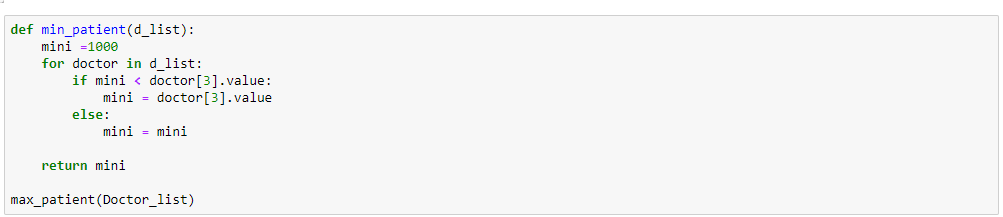 def min_patient(d_list):
    mini =1000
    for doctor in d_list:
        if mini < doctor[3].value:
            mini = doctor[3].value
        else:
            mini = mini
    return mini
max_patient(Doctor_list)